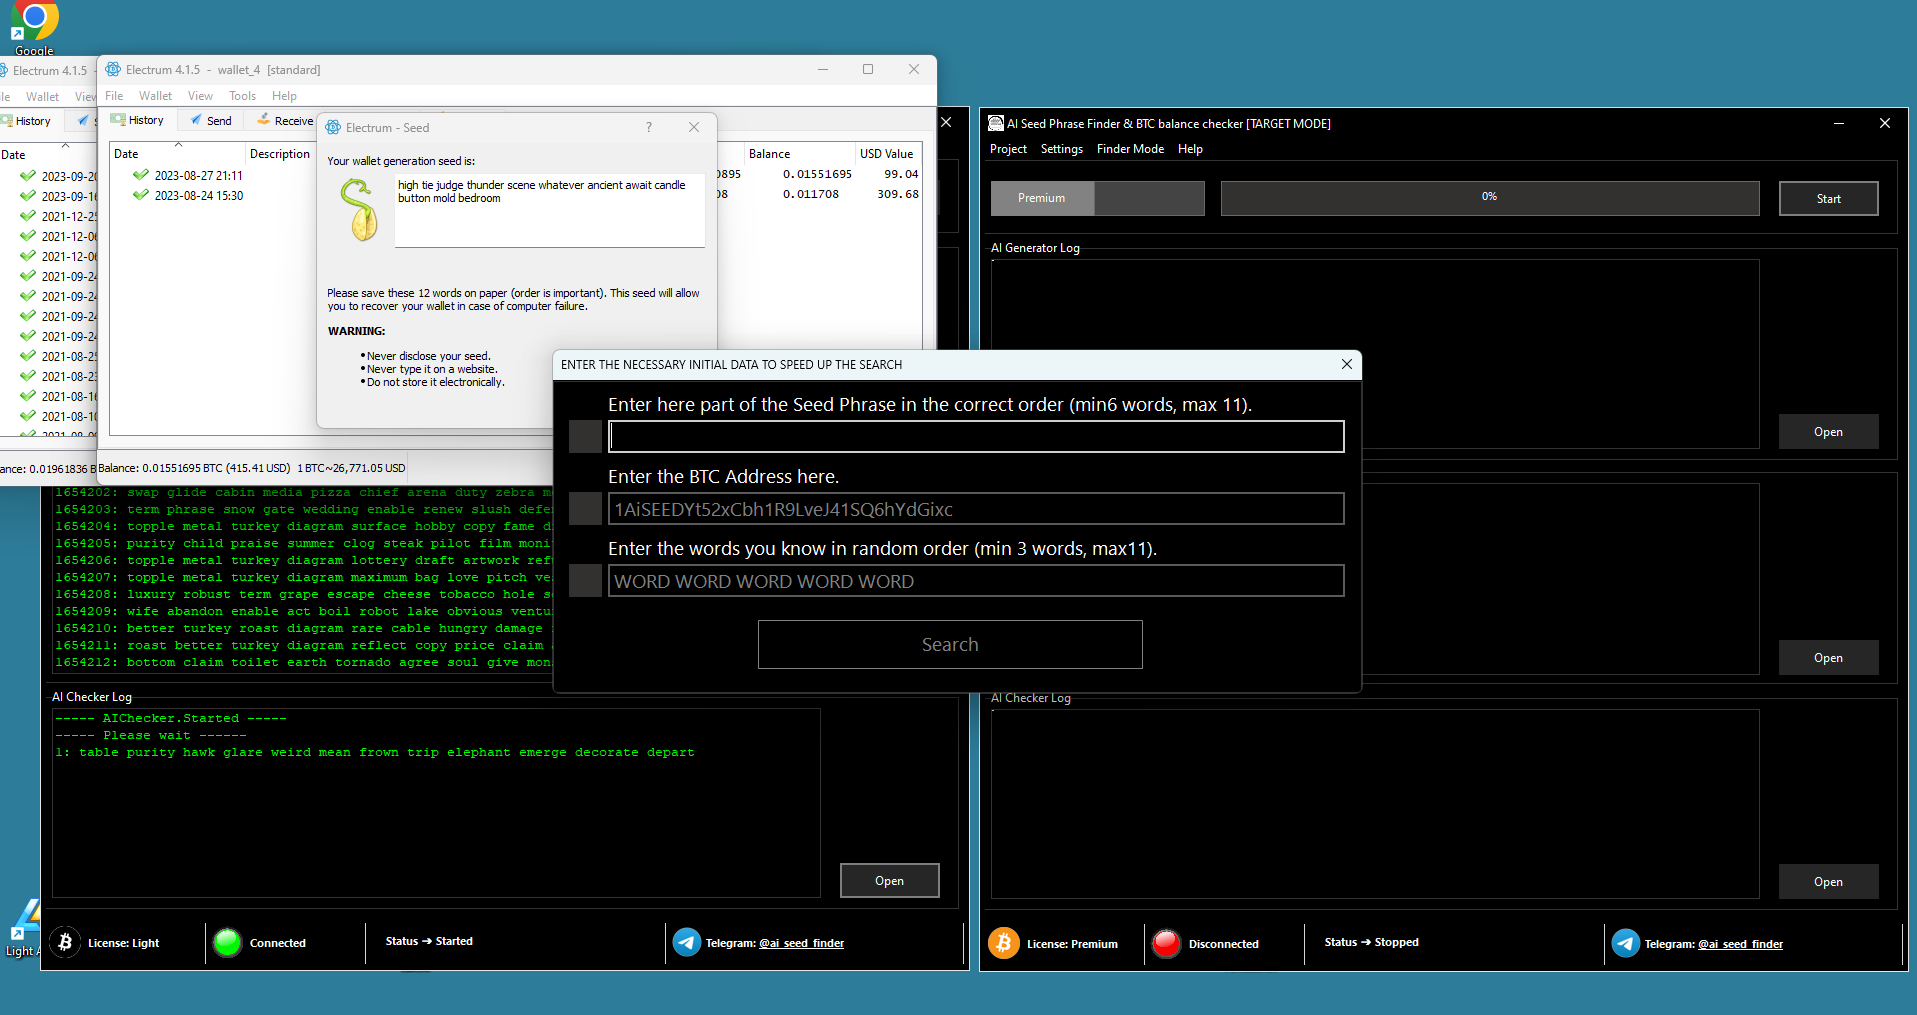 Google
Electrum 4.1.5 -
Wallet View
History
Date
2023-09-20
2023-09-16
2021-12-25
2021-12-06
2021-12-06
2021-09-24
2021-09-24
2021-09-24
2021-09-24
2021-08-25
2021-08-23
2021-08-16
2021-08-10
ance: 0.01961836 B
Electrum 4.1.5 - wallet_4 [standard]
File Wallet View Tools Help
History Send Receive
Date Description Balance USD Value
2023-08-27 21:11 0895 0.01551695 99.04
2023-08-24 15:30 08 0.011708 309.68
Balance: 0.01551695 BTC (415.41 USD) 1 BTC~26,771.05 USD
Electrum - Seed
Your wallet generation seed is:
high tie judge thunder scene whatever ancient await candle
button mold bedroom
Please save these 12 words on paper (order is important). This seed will allow
you to recover your wallet in case of computer failure.
WARNING:
•Never disclose your seed.
•Never type it on a website.
•Do not store it electronically.
ENTER THE NECESSARY INITIAL DATA TO SPEED UP THE SEARCH
Enter here part of the Seed Phrase in the correct order (min6 words, max 11).
Enter the BTC Address here.
1AiSEEDYt52xCbh1R9LveJ41SQ6hYdGixc
Enter the words you know in random order (min 3 words, max11).
WORD WORD WORD WORD WORD
Search
1654202: swap glide cabin media pizza chief arena duty zebra m
1654203: term phrase snow gate wedding enable renew slush defe
1654204: topple metal turkey diagram surface hobby copy fame d
1654205: purity child praise summer clog steak pilot film moni
1654206: topple metal turkey diagram lottery draft artwork ref
1654207: topple metal turkey diagram maximum bag love pitch ve
1654208: luxury robust term grape escape cheese tobacco hole s
1654209: wife abandon enable act boil robot lake obvious ventu
1654210: better turkey roast diagram rare cable hungry damage
1654211: roast better turkey diagram reflect copy price claim
1654212: bottom claim toilet earth tornado agree soul give mon
AI Checker Log
----- AIChecker.Started -----
----- Please wait ------
1: table purity hawk glare weird mean frown trip elephant emerge decorate depart
Open
Light
License: Light Connected Status ➔ Started Telegram: @ai_seed_finder
AI Seed Phrase Finder & BTC balance checker [TARGET MODE]
Project Settings Finder Mode Help
Premium 0% Start
AI Generator Log
Open
Open
AI Checker Log
Open
License: Premium Disconnected Status ➔ Stopped Telegram: @ai_seed_finder